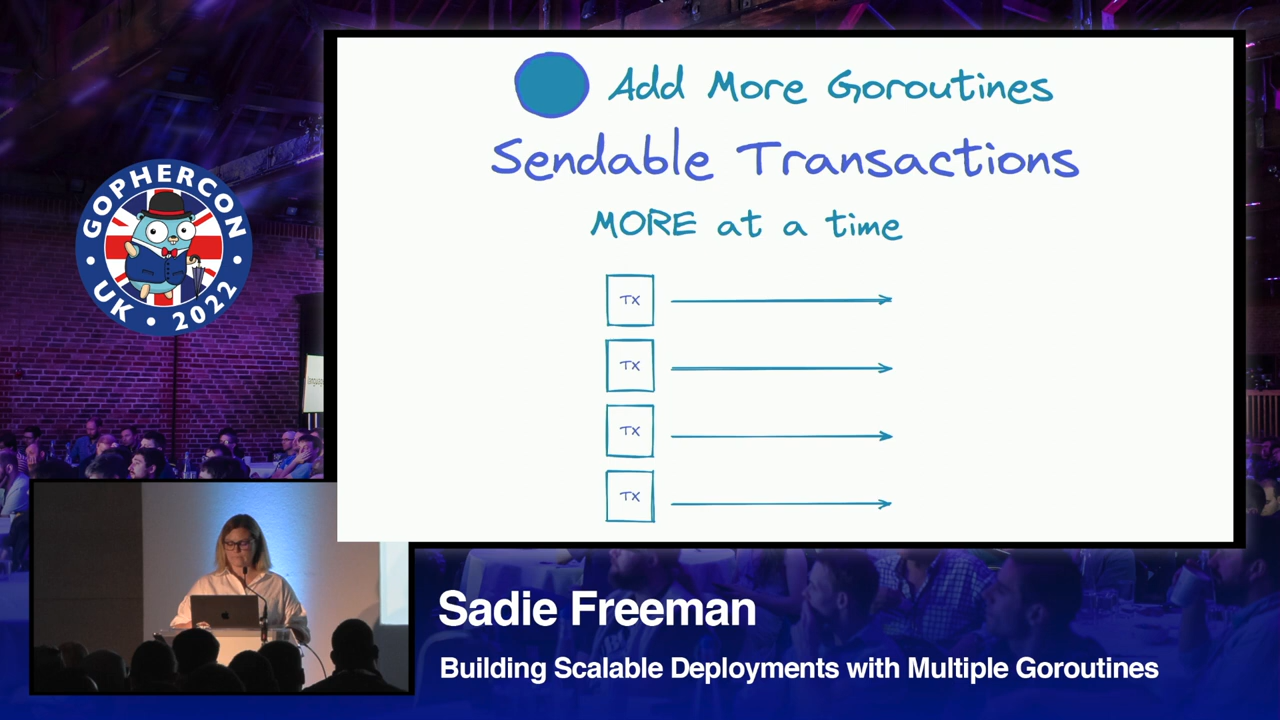 GOPHERCON
UK • 2022
Add More Goroutines
Sendable Transactions
MORE at a time
TX
TX
TX
TX
Sadie Freeman
Building Scalable Deployments with Multiple Goroutines